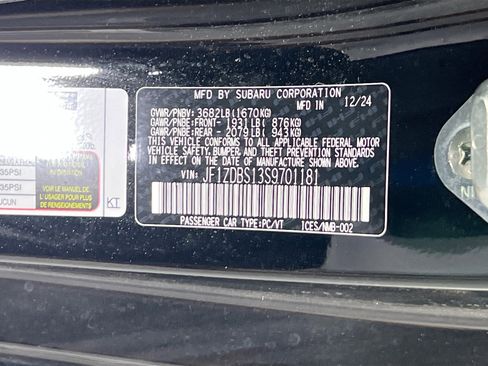 MFD BY SUBARU CORPORATION
MFD IN 12/24
GVWR/PNBV: 3682LB(1670KG)
GAWR/PNBE:FRONT- 1931LB( 876KG)
GAWR/PNBE:REAR - 2079LB( 943KG)
THIS VEHICLE CONFORMS TO ALL APPLICABLE FEDERAL MOTOR
VEHICLE SAFETY, BUMPER, AND THEFT PREVENTION STANDARDS
IN EFFECT ON THE DATE OF MANUFACTURE SHOWN ABOVE.
VIN: JF1ZDBS13S9701181
PASSENGER CAR TYPE:PC/VT ICES/NMB-002
35PSI
35PSI
UCUN
VOIR LE MANUEL DE
L'USAGER POUR PLUS
DE RENSEIGNEMENTS
KT